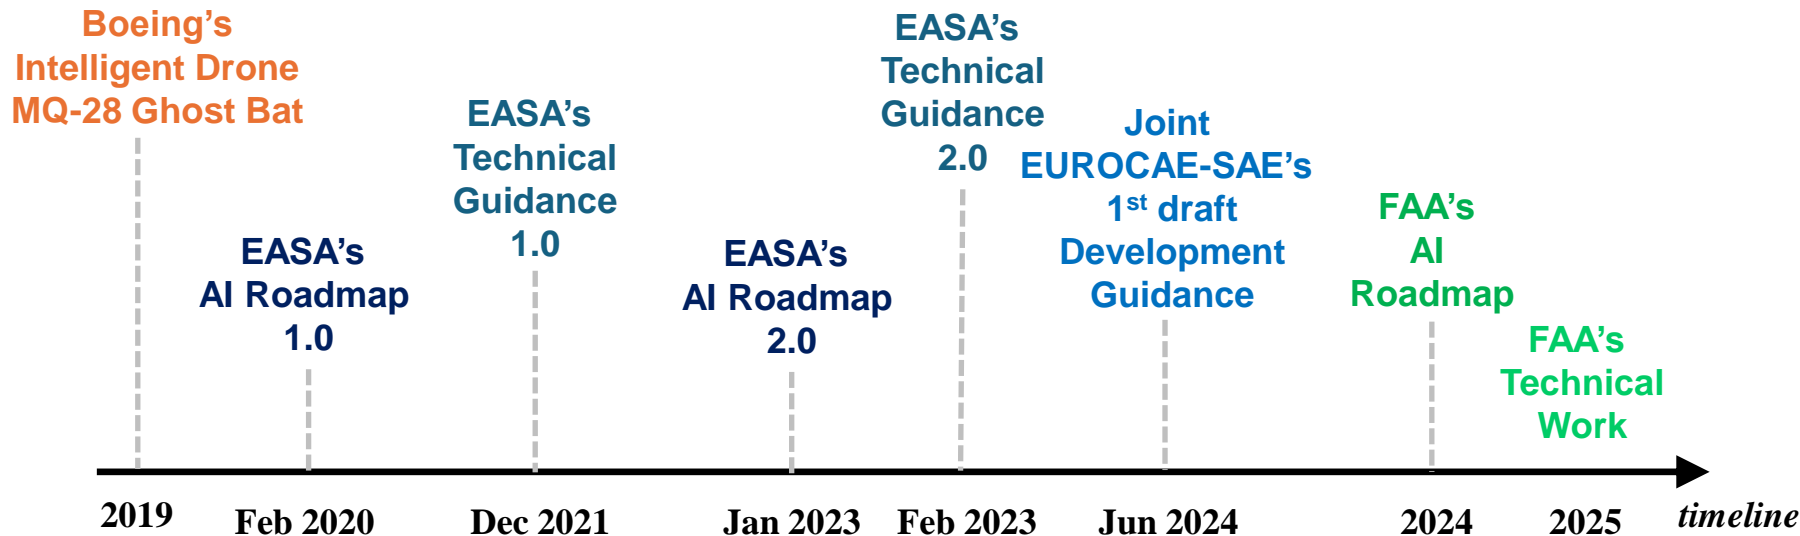 Boeing's
Intelligent Drone
MQ-28 Ghost Bat
EASA's
AI Roadmap
1.0
EASA's
Technical
Guidance
1.0
EASA's
AI Roadmap
2.0
EASA's
Technical
Guidance
2.0
Joint
EUROCAE-SAE's
1st draft
Development
Guidance
FAA's
AI
Roadmap
FAA's
Technical
Work
2019
Feb 2020
Dec 2021
Jan 2023
Feb 2023
Jun 2024
2024
2025
timeline